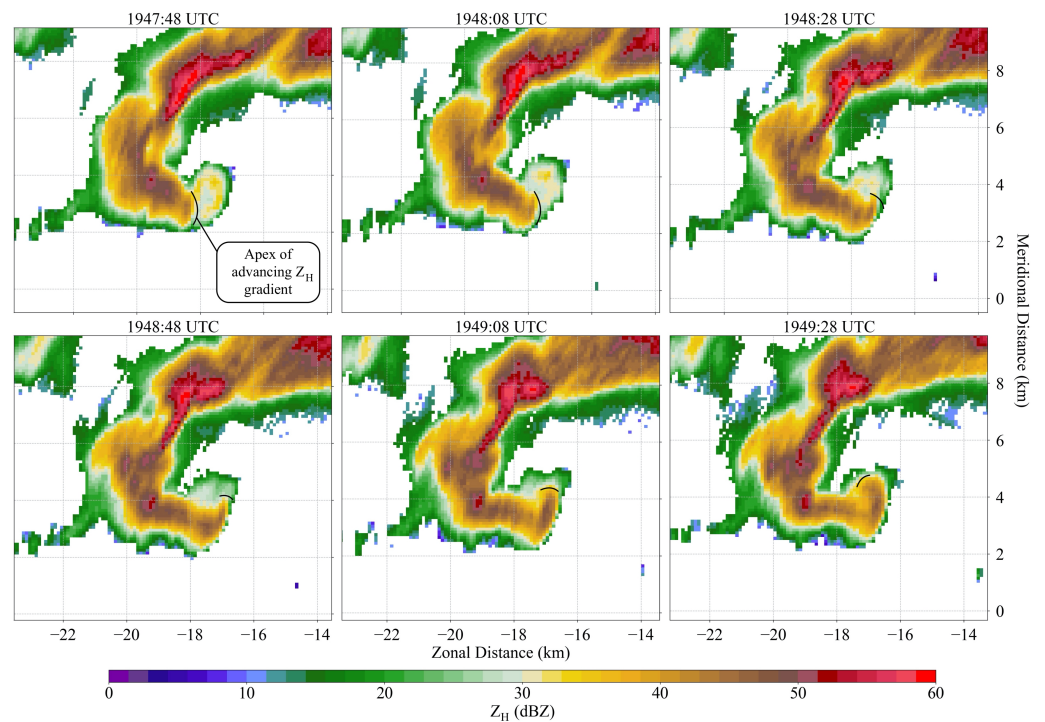 1947:48 UTC
1948:08 UTC
1948:28 UTC
8
6
4
2
0
Apex of
advancing Z_H
gradient
Meridional Distance (km)
1948:48 UTC
1949:08 UTC
1949:28 UTC
8
6
4
2
0
−22 −20 −18 −16 −14
−22 −20 −18 −16 −14
−22 −20 −18 −16 −14
Zonal Distance (km)
0 10 20 30 40 50 60
Z_H (dBZ)